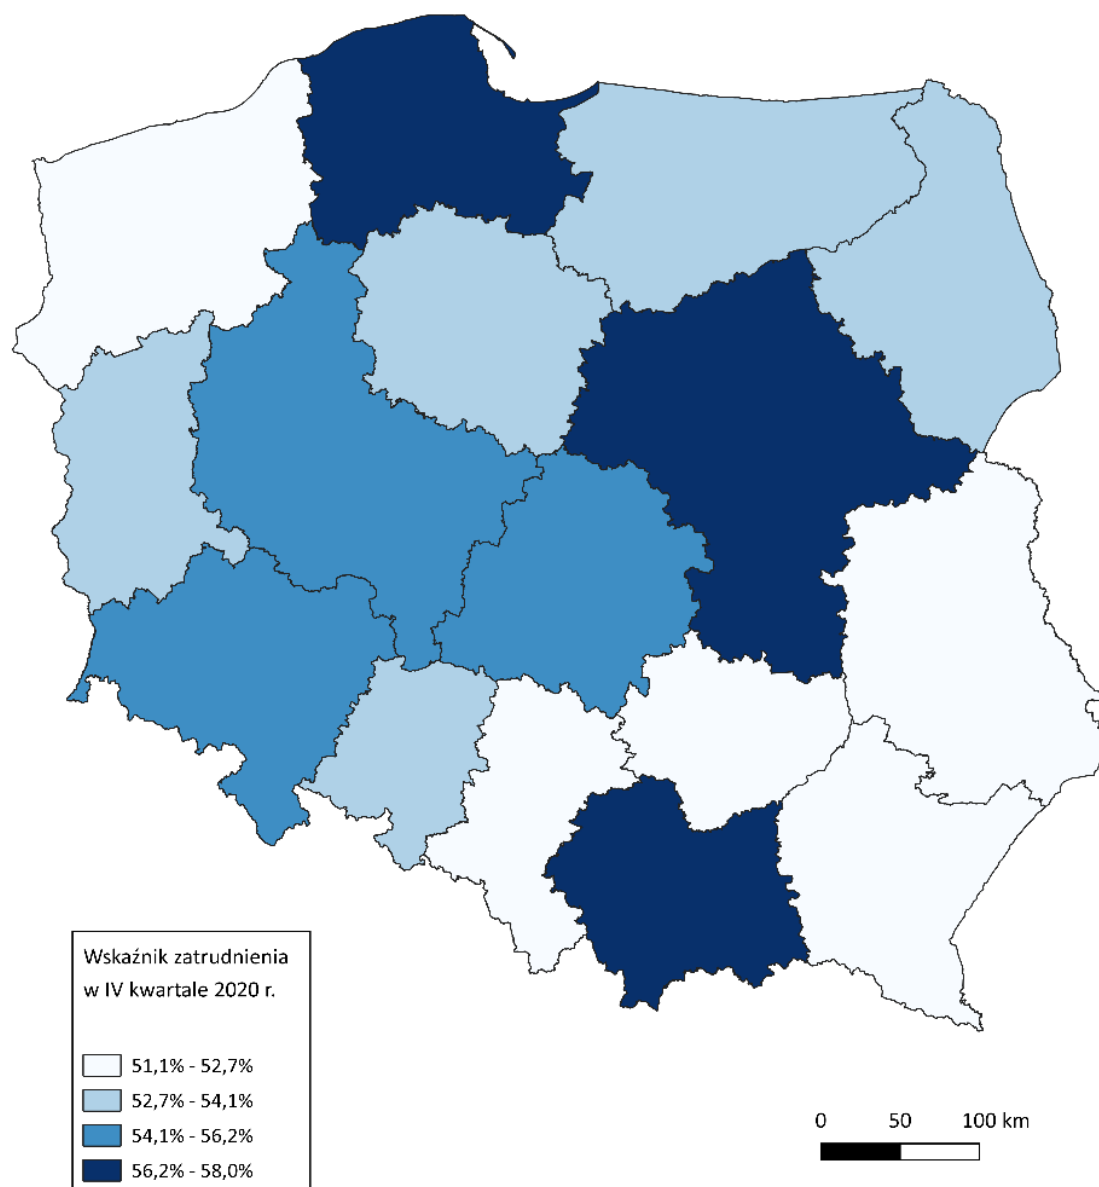 Wskaźnik zatrudnienia
w IV kwartale 2020 r.
51,1% - 52,7%
52,7% - 54,1%
54,1% - 56,2%
56,2% - 58,0%
0 50 100 km